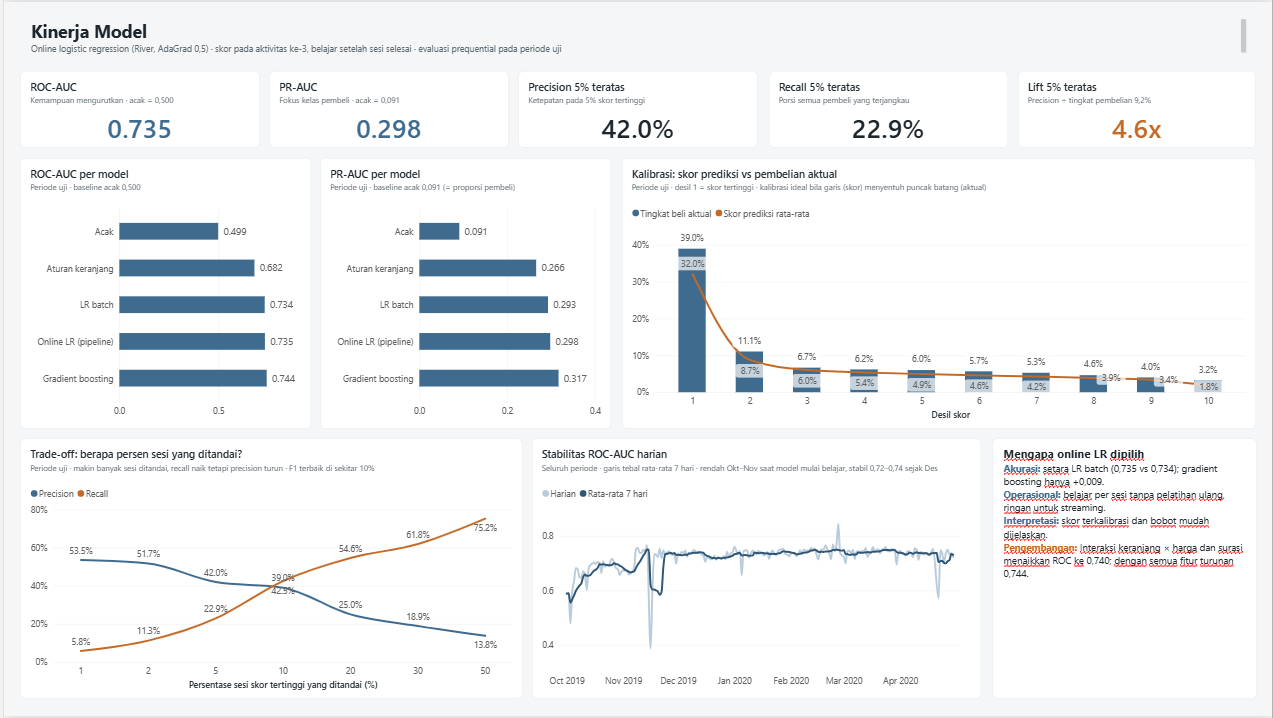 Kinerja Model
Online logistic regression (River, AdaGrad 0,5) · skor pada aktivitas ke-3, belajar setelah sesi selesai · evaluasi prequential pada periode uji
ROC-AUC
Kemampuan mengurutkan · acak = 0,500
0.735
PR-AUC
Fokus kelas pembeli · acak = 0,091
0.298
Precision 5% teratas
Ketepatan pada 5% skor tertinggi
42.0%
Recall 5% teratas
Porsi semua pembeli yang terjangkau
22.9%
Lift 5% teratas
Precision ÷ tingkat pembelian 9,2%
4.6x
ROC-AUC per model
Periode uji · baseline acak 0,500
Acak 0.499
Aturan keranjang 0.682
LR batch 0.734
Online LR (pipeline) 0.735
Gradient boosting 0.744
0.0 0.5
PR-AUC per model
Periode uji · baseline acak 0,091 (= proporsi pembeli)
Acak 0.091
Aturan keranjang 0.266
LR batch 0.293
Online LR (pipeline) 0.298
Gradient boosting 0.317
0.0 0.2 0.4
Kalibrasi: skor prediksi vs pembelian aktual
Periode uji · desil 1 = skor tertinggi · kalibrasi ideal bila garis (skor) menyentuh puncak batang (aktual)
Tingkat beli aktual Skor prediksi rata-rata
40%
30%
20%
10%
0%
39.0% 11.1% 6.7% 6.2% 6.0% 5.7% 5.3% 4.6% 4.0% 3.2%
32.0% 8.7% 6.0% 5.4% 4.9% 4.6% 4.2% 3.9% 3.4% 1.8%
1 2 3 4 5 6 7 8 9 10
Desil skor
Trade-off: berapa persen sesi yang ditandai?
Periode uji · makin banyak sesi ditandai, recall naik tetapi precision turun · F1 terbaik di sekitar 10%
Precision Recall
80%
60%
40%
20%
0%
53.5% 51.7% 42.0% 39.0% 25.0% 18.9% 13.8%
5.8% 11.3% 22.9% 42.5% 54.6% 61.8% 75.2%
1 2 5 10 20 30 50
Persentase sesi skor tertinggi yang ditandai (%)
Stabilitas ROC-AUC harian
Seluruh periode · garis tebal rata-rata 7 hari · rendah Okt–Nov saat model mulai belajar, stabil 0,72–0,74 sejak Des
Harian Rata-rata 7 hari
0.8
0.6
0.4
Oct 2019 Nov 2019 Dec 2019 Jan 2020 Feb 2020 Mar 2020 Apr 2020
Mengapa online LR dipilih
Akurasi: setara LR batch (0,735 vs 0,734); gradient
boosting hanya +0,009.
Operasional: belajar per sesi tanpa pelatihan ulang,
ringan untuk streaming.
Interpretasi: skor terkalibrasi dan bobot mudah
dijelaskan.
Pengembangan: Interaksi keranjang × harga dan surasi
menaikkan ROC ke 0,740; dengan semua fitur turunan
0,744.